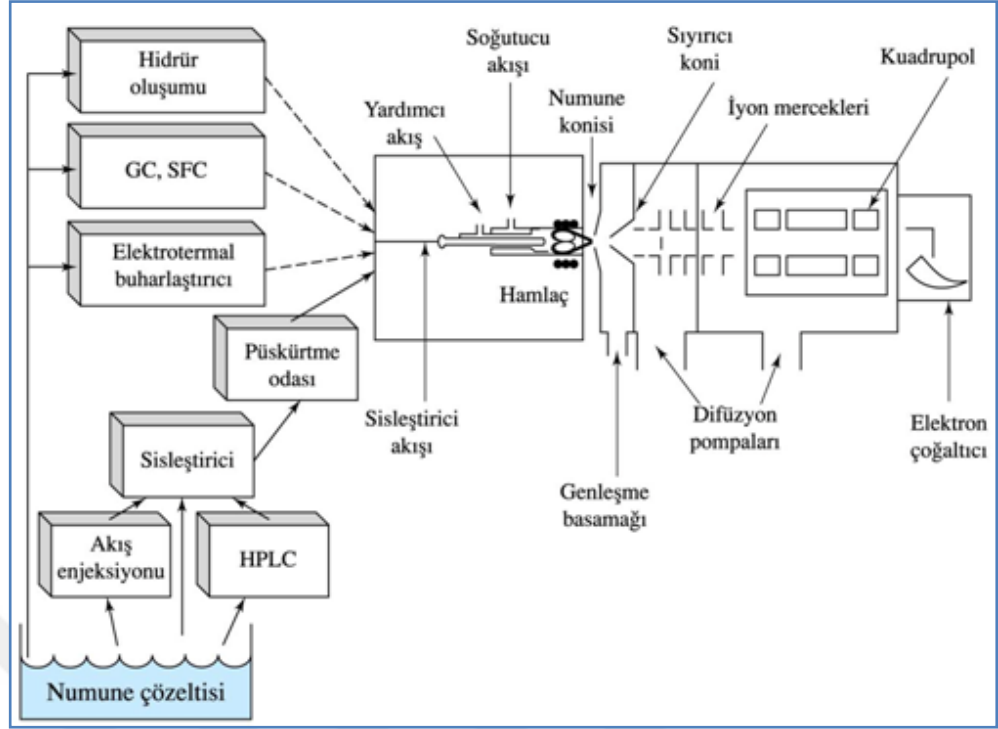 Hidrür
oluşumu
GC, SFC
Elektrotermal
buharlaştırıcı
Püskürtme
odası
Sisleştirici
Akış
enjeksiyonu
HPLC
Numune çözeltisi
Yardımcı
akış
Soğutucu
akışı
Numune
konisi
Sıyırıcı
koni
İyon mercekleri
Kuadrupol
Hamlaç
Sisleştirici
akışı
Genleşme
basamağı
Difüzyon
pompaları
Elektron
çoğaltıcı